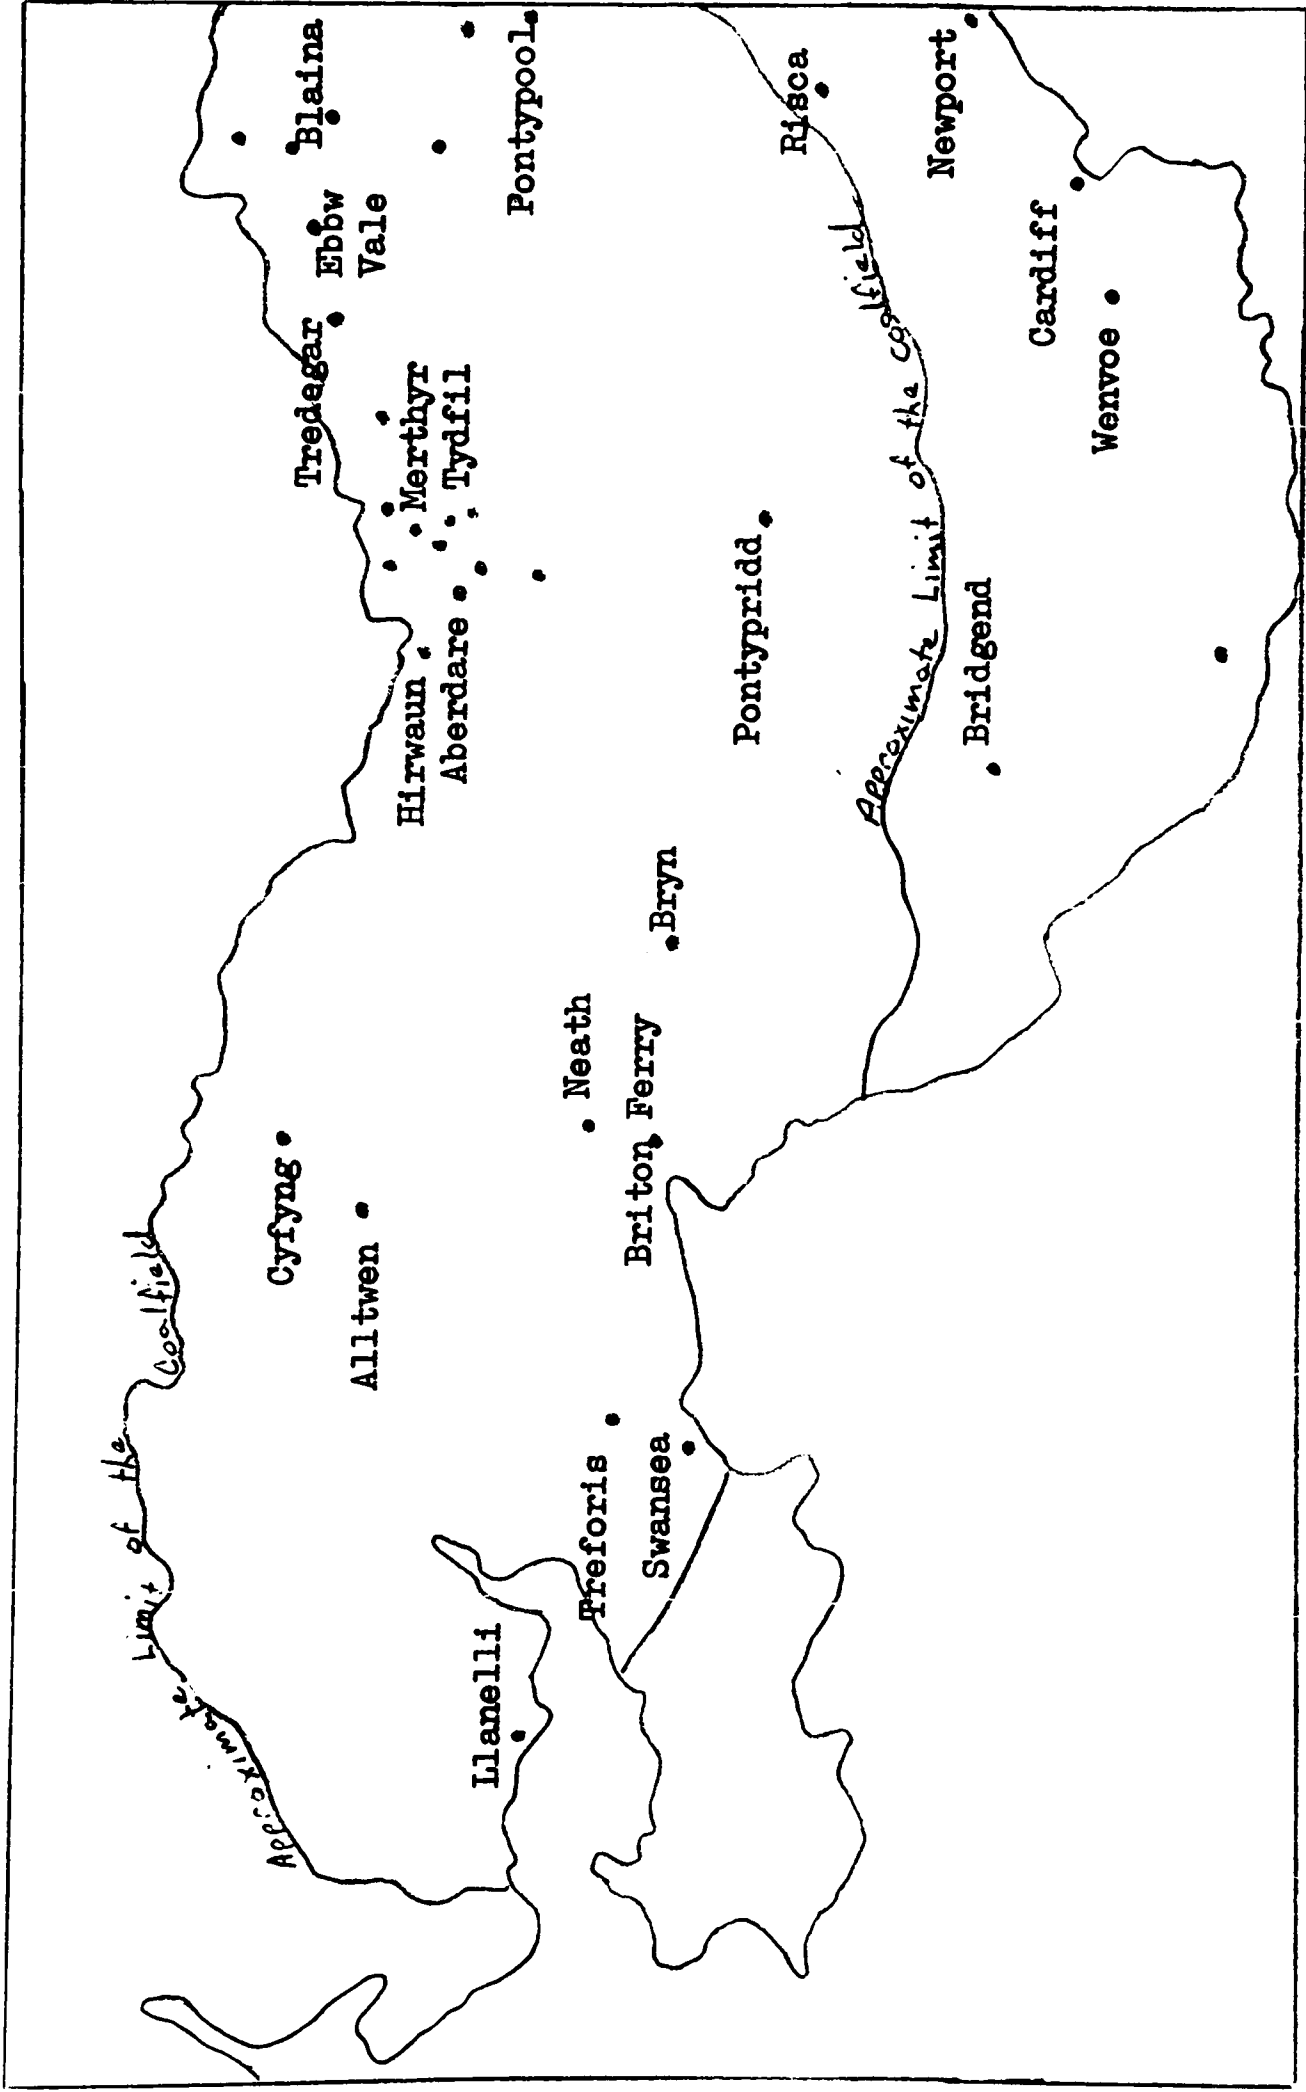 Approximate Limit of the Coalfield
Cyfyng
Alltwen
Llanelli
Treforis
Swansea
Neath
Briton Ferry
Bryn
Hirwaun
Aberdare
Merthyr
Tydfil
Tredegar
Ebbw
Vale
Blaina
Pontypool
Pontypridd
Risca
Newport
Approximate Limit of the Coalfield
Bridgend
Cardiff
Wenvoe